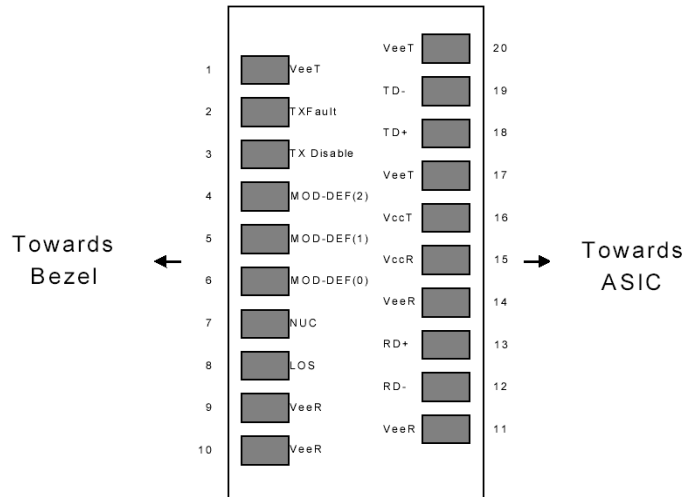 VeeT 20
1 VeeT
TD- 19
2 TXFault
TD+ 18
3 TX Disable
VeeT 17
4 MOD-DEF(2)
VccT 16
5 MOD-DEF(1)
Towards
Bezel
VccR 15
Towards
ASIC
6 MOD-DEF(0)
VeeR 14
7 NUC
RD+ 13
8 LOS
RD- 12
9 VeeR
VeeR 11
10 VeeR